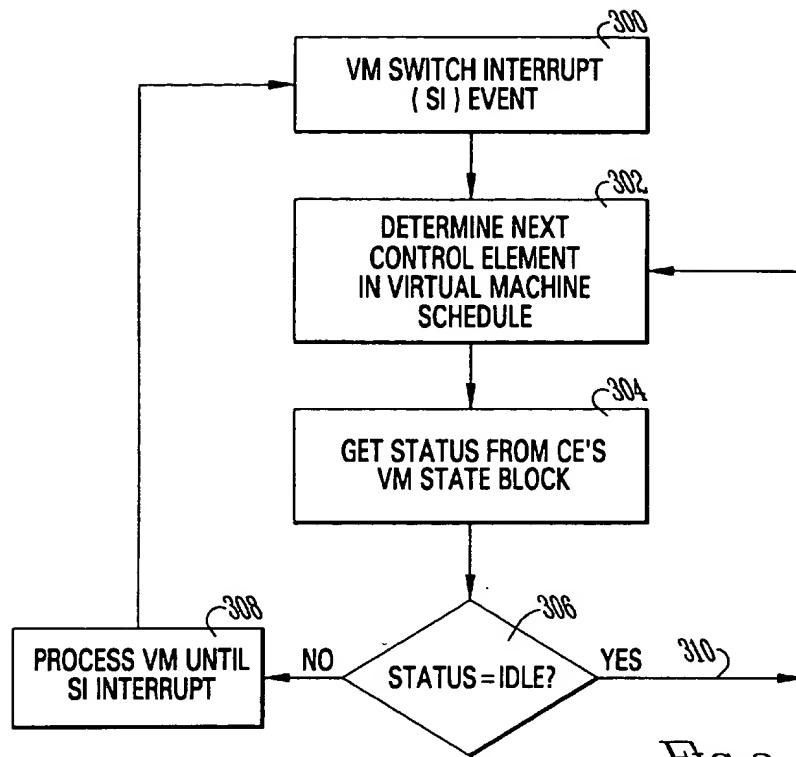 300
VM SWITCH INTERRUPT
( SI ) EVENT
302
DETERMINE NEXT
CONTROL ELEMENT
IN VIRTUAL MACHINE
SCHEDULE
304
GET STATUS FROM CE'S
VM STATE BLOCK
306
308
PROCESS VM UNTIL
SI INTERRUPT
NO
STATUS=IDLE?
YES
310